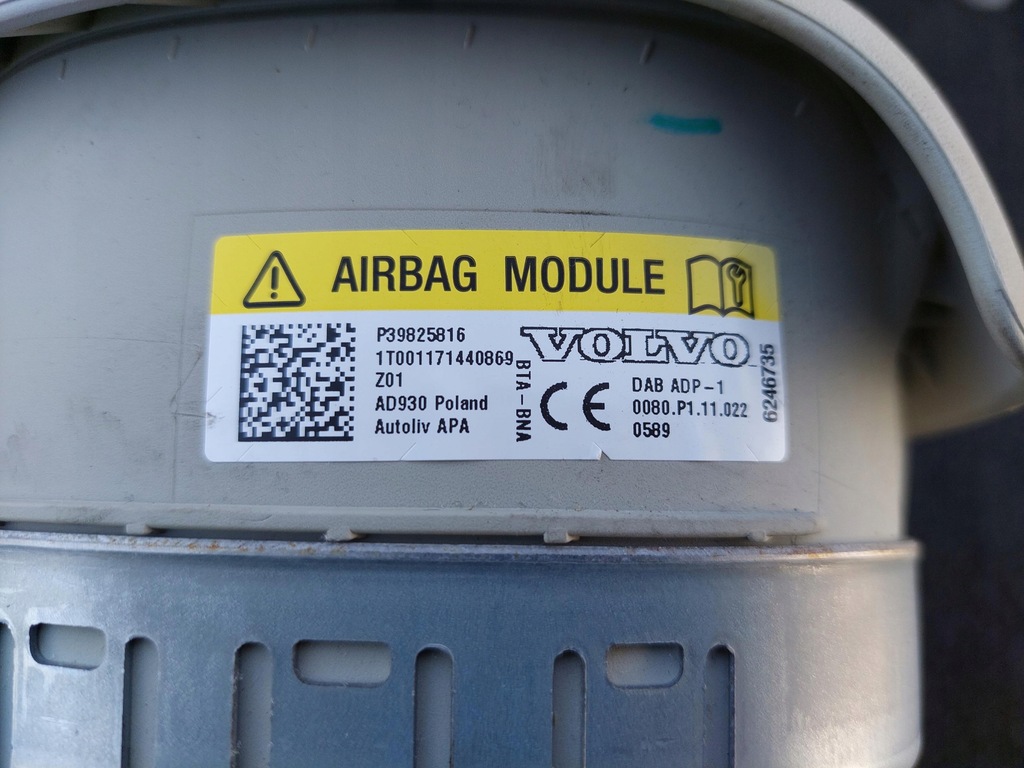 AIRBAG MODULE
P39825816
1T001171440869
Z01
AD930 Poland
Autoliv APA
BTA-BNA
VOLVO
CE
DAB ADP-1
0080.P1.11.022
0589
6246735